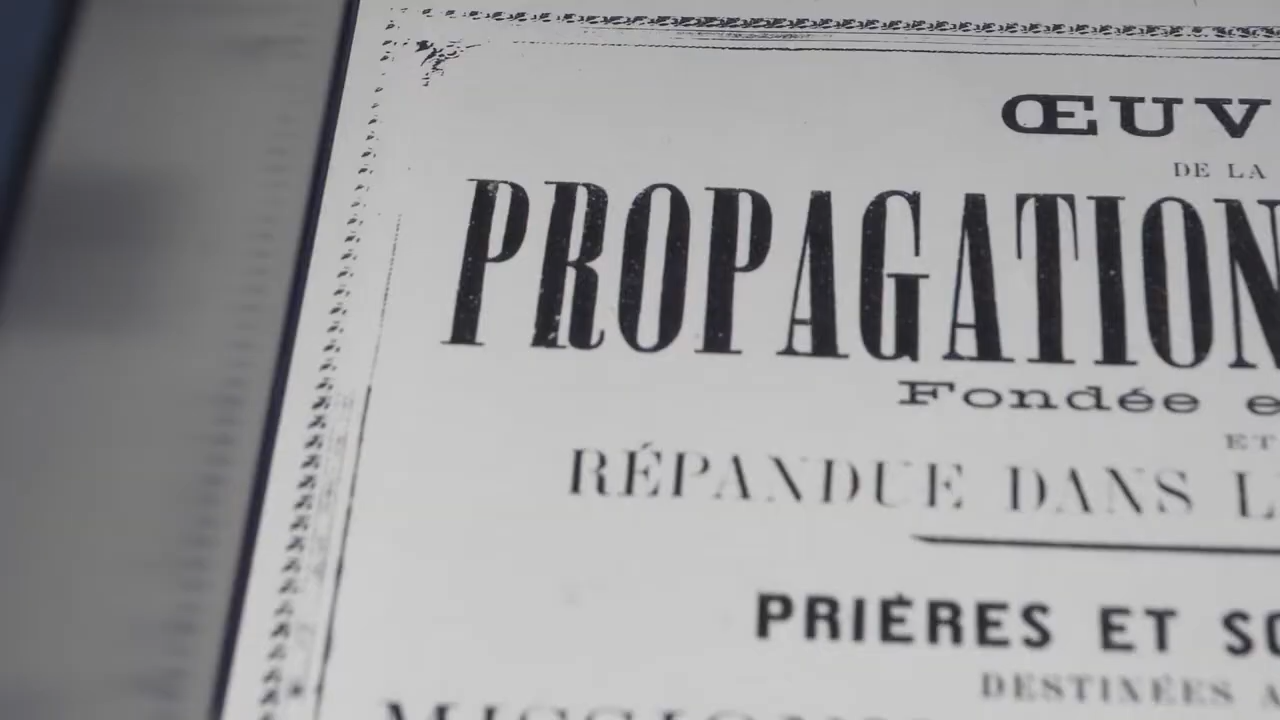 ŒUV
DE LA
PROPAGATION
Fondée e
ET
RÉPANDUE DANS L
PRIÈRES ET SO
DESTINÉES A